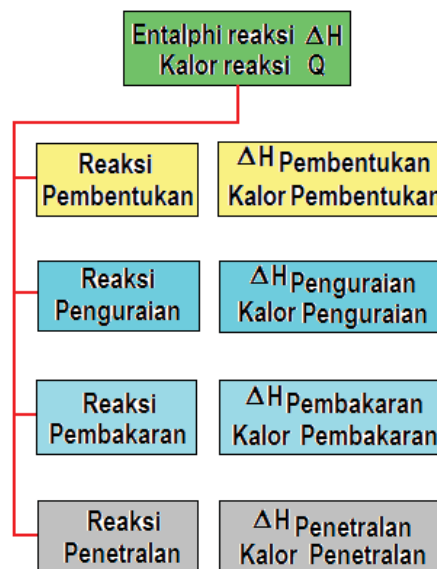 Entalphi reaksi ΔH
Kalor reaksi Q
Reaksi
Pembentukan
ΔH Pembentukan
Kalor Pembentukan
Reaksi
Penguraian
ΔH Penguraian
Kalor Penguraian
Reaksi
Pembakaran
ΔH Pembakaran
Kalor Pembakaran
Reaksi
Penetralan
ΔH Penetralan
Kalor Penetralan